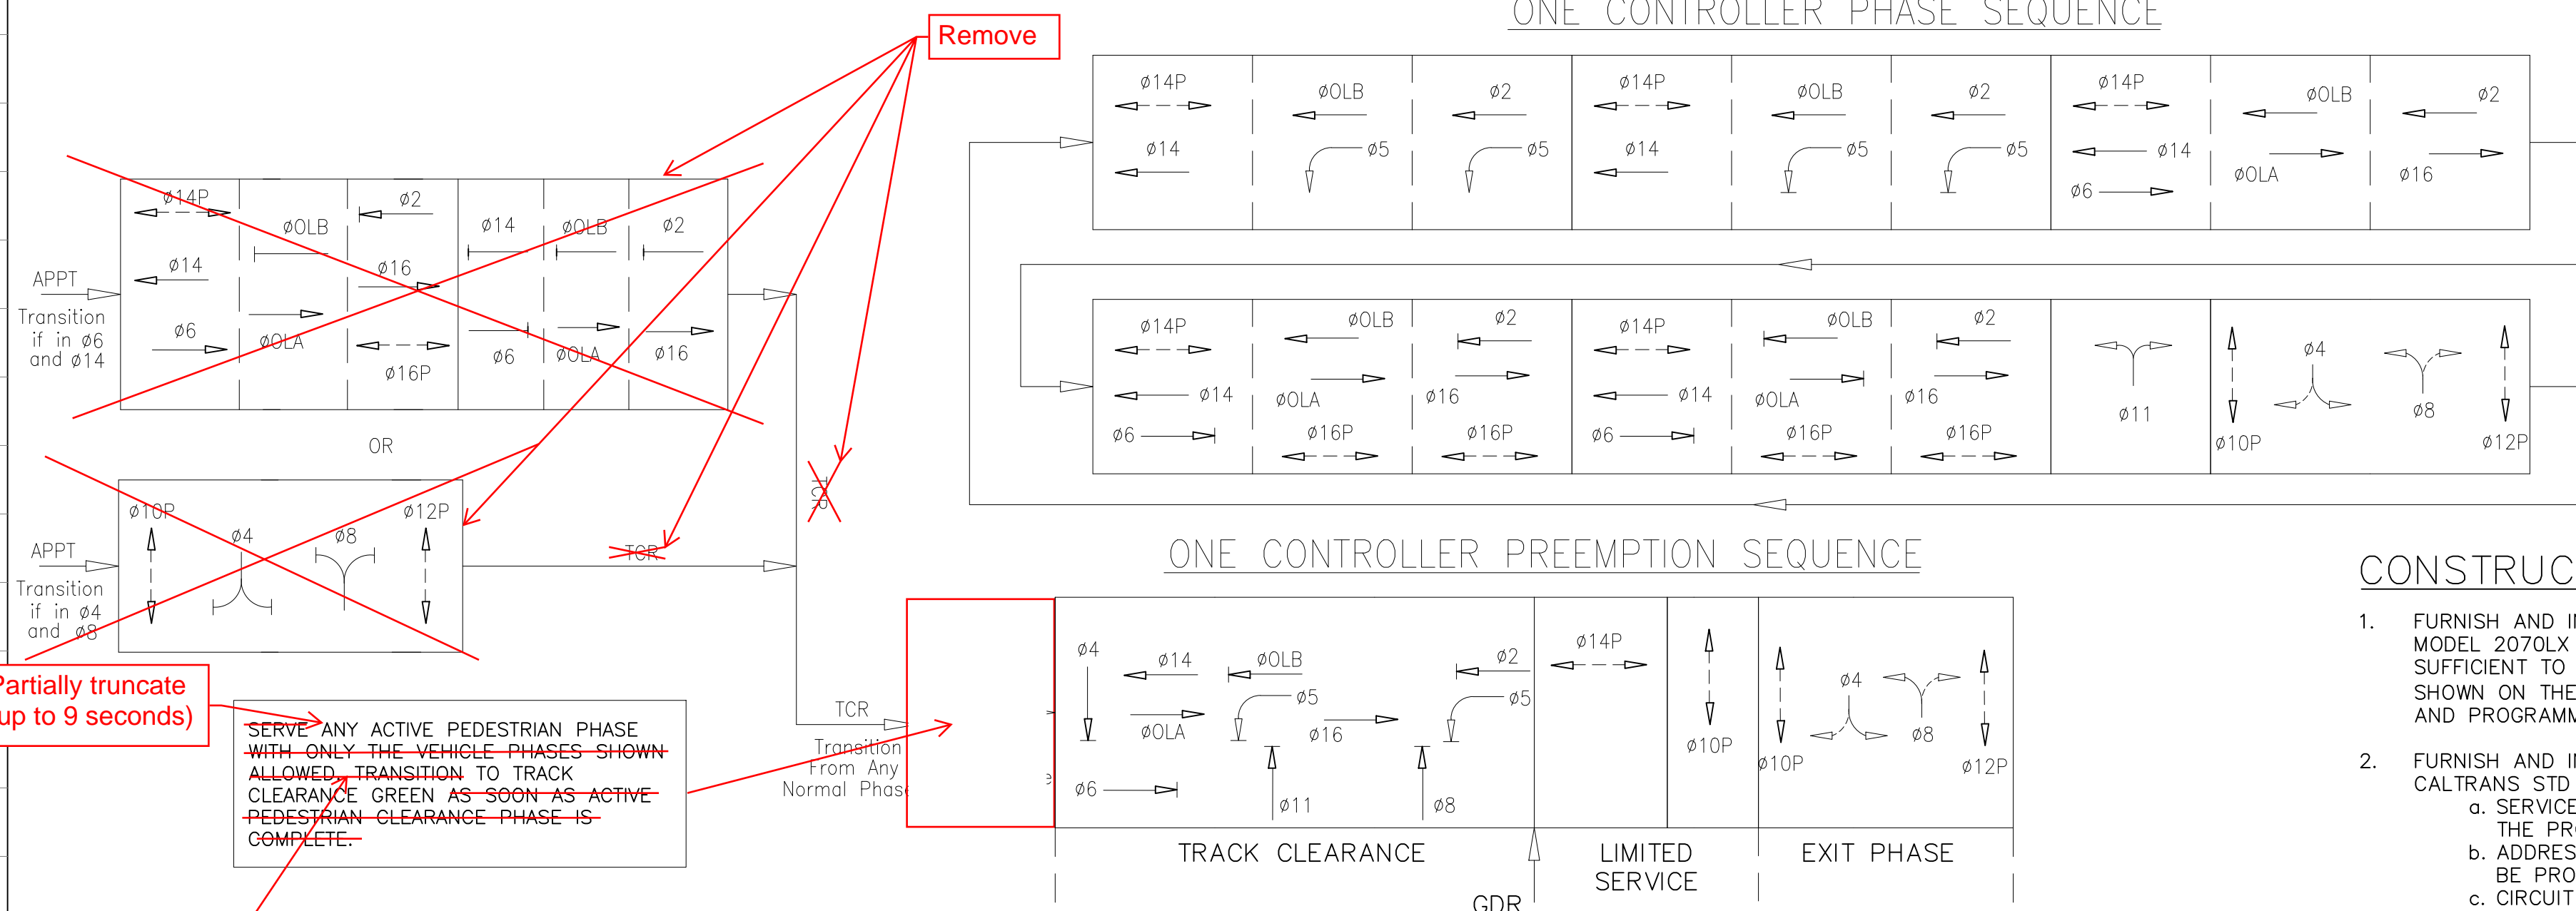 Remove
ONE CONTROLLER PHASE SEQUENCE
ø14P
øOLB
ø2
ø14P
øOLB
ø2
ø14P
øOLB
ø2
ø14
ø5
ø5
ø14
ø5
ø5
ø14
øOLA
ø16
ø6
ø14P
øOLB
ø2
ø14
øOLB
ø2
APPT
ø14
ø16
Transition
if in ø6
and ø14
ø6
øOLA
ø16P
ø6
øOLA
ø16
ø14P
øOLB
ø2
ø14P
øOLB
ø2
ø14
øOLA
ø16
ø14
øOLA
ø16
ø6
ø16P
ø16P
ø6
ø16P
ø16P
ø11
ø4
ø8
ø10P
ø12P
OR
TCR
ø10P
ø4
ø8
ø12P
APPT
Transition
if in ø4
and ø8
TCR
ONE CONTROLLER PREEMPTION SEQUENCE
Partially truncate
up to 9 seconds)
SERVE ANY ACTIVE PEDESTRIAN PHASE
WITH ONLY THE VEHICLE PHASES SHOWN
ALLOWED. TRANSITION TO TRACK
CLEARANCE GREEN AS SOON AS ACTIVE
PEDESTRIAN CLEARANCE PHASE IS
COMPLETE.
TCR
Transition
From Any
Normal Phas
ø4
ø14
øOLB
ø2
ø14P
ø5
ø5
øOLA
ø16
ø6
ø11
ø8
ø10P
ø10P
ø4
ø8
ø12P
TRACK CLEARANCE
LIMITED
SERVICE
EXIT PHASE
GDR
CONSTRUC
1. FURNISH AND I
MODEL 2070LX
SUFFICIENT TO
SHOWN ON THE
AND PROGRAM
2. FURNISH AND I
CALTRANS STD
a. SERVICE
THE PRO
b. ADDRES
BE PRO
c. CIRCUIT